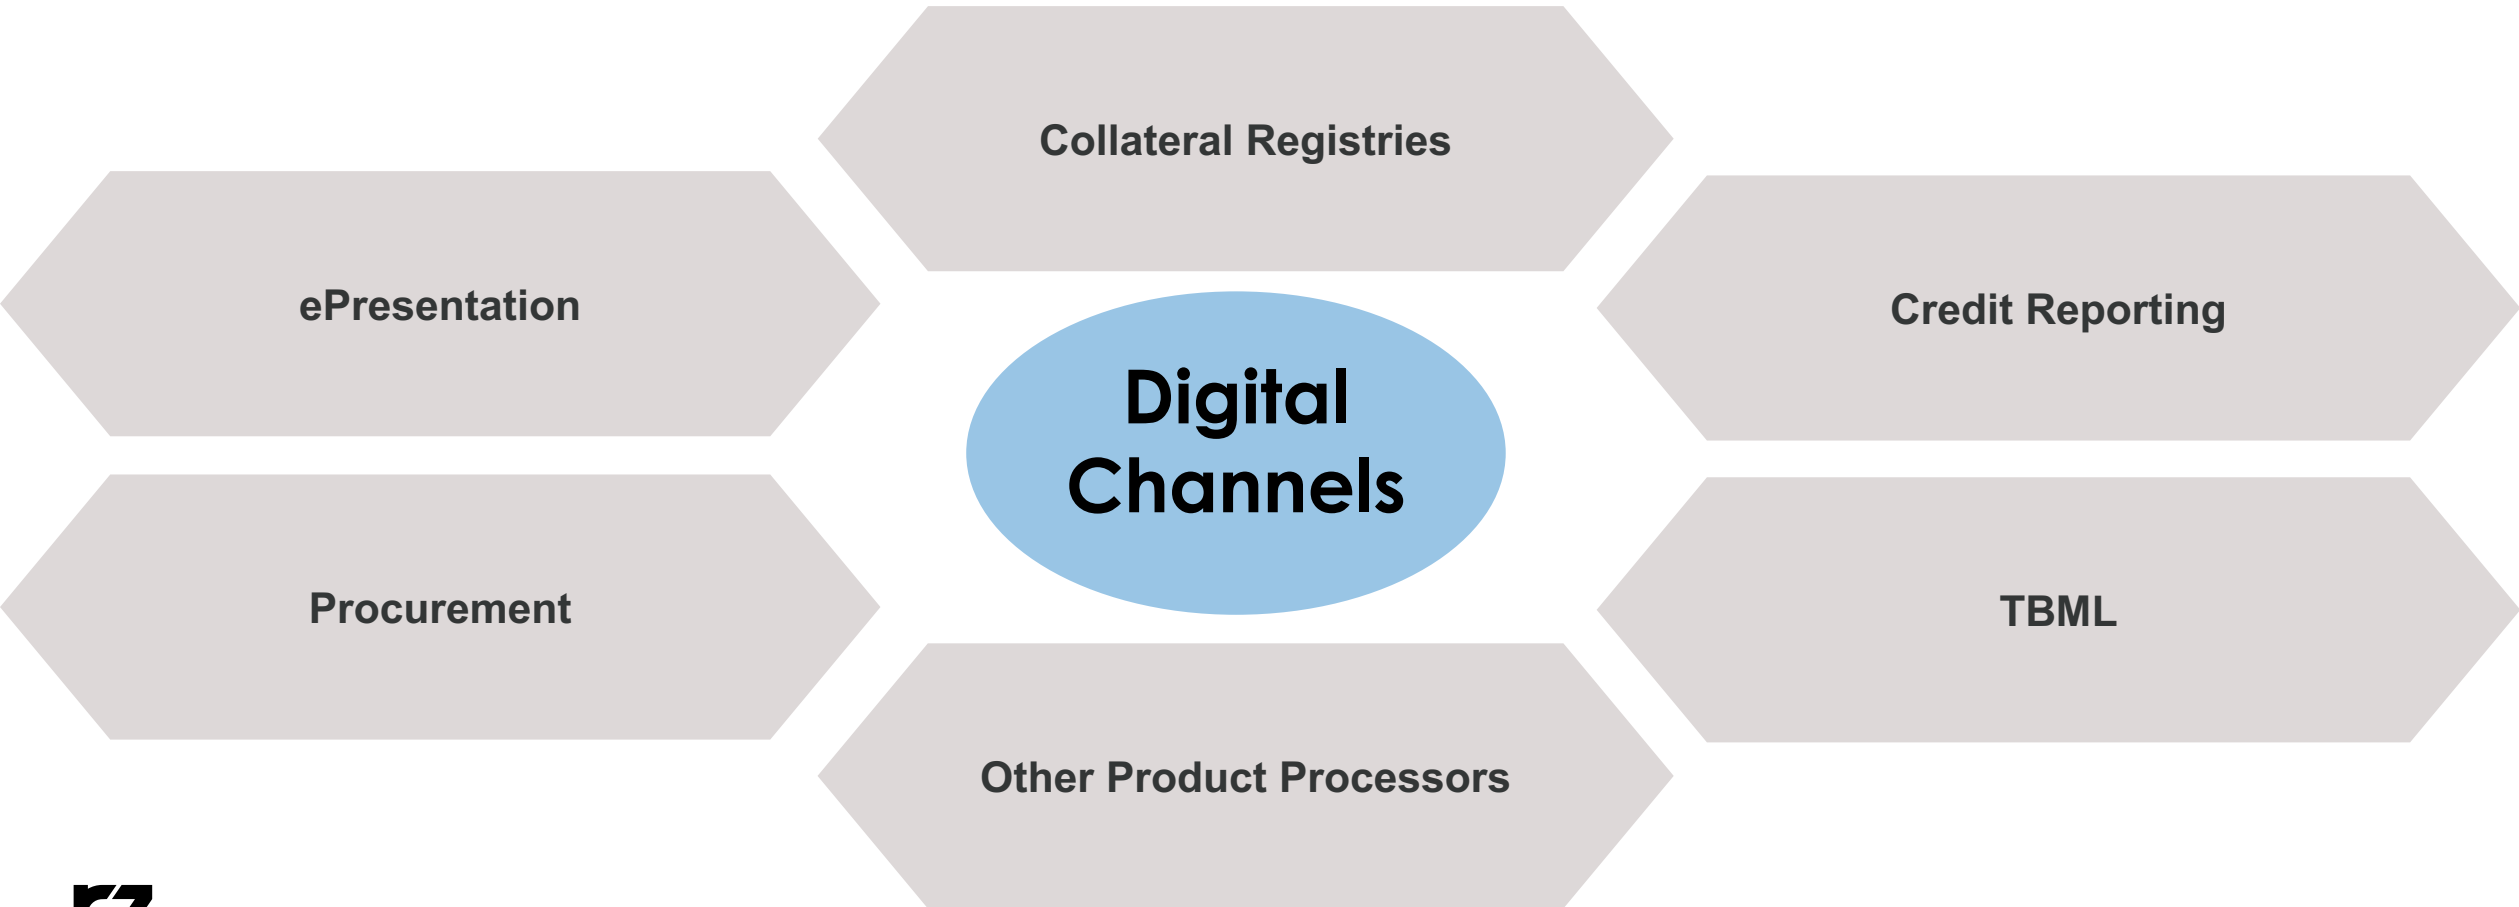 Collateral Registries
ePresentation
Credit Reporting
Digital
Channels
Procurement
TBML
Other Product Processors